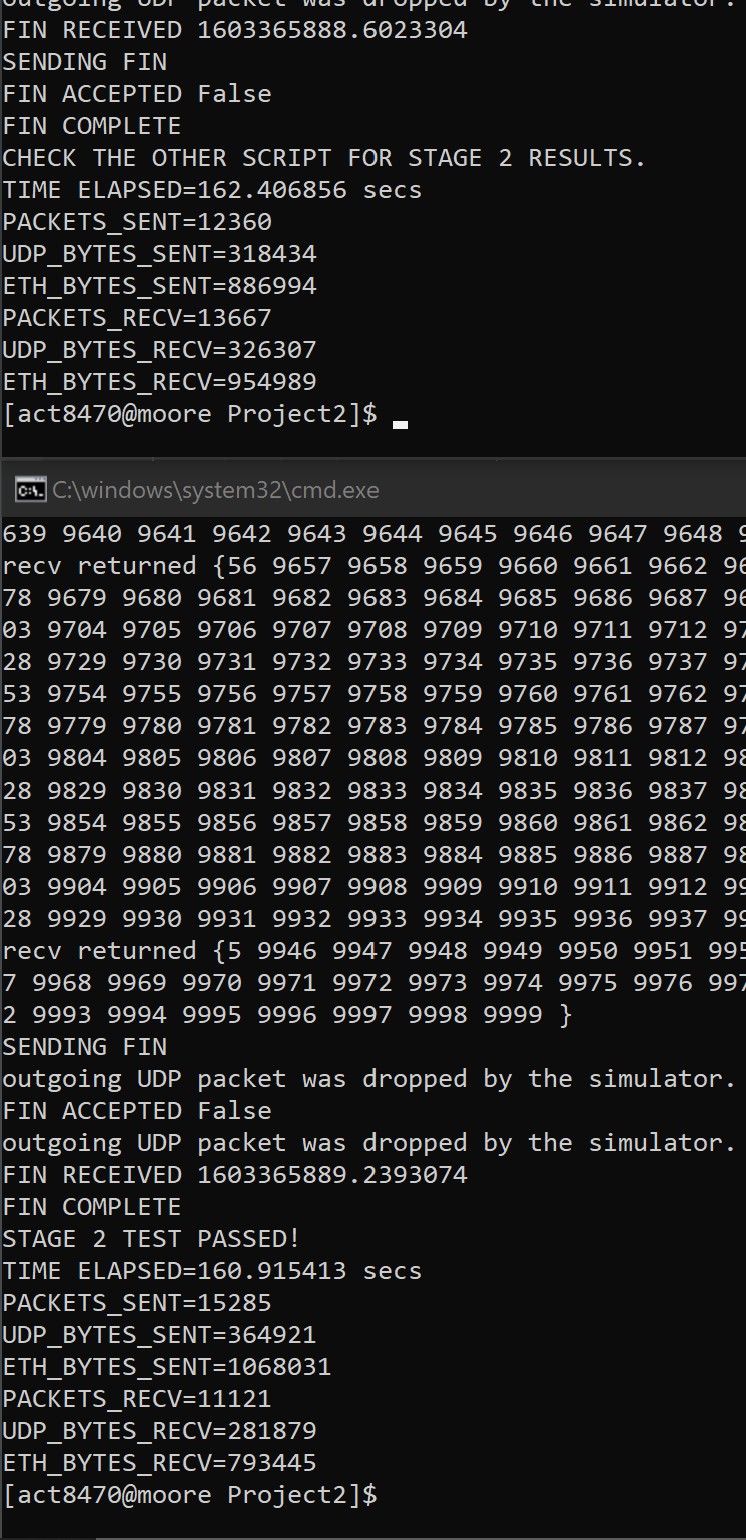 outgoing UDP packet was dropped by the simulator.
FIN RECEIVED 1603365888.6023304
SENDING FIN
FIN ACCEPTED False
FIN COMPLETE
CHECK THE OTHER SCRIPT FOR STAGE 2 RESULTS.
TIME ELAPSED=162.406856 secs
PACKETS_SENT=12360
UDP_BYTES_SENT=318434
ETH_BYTES_SENT=886994
PACKETS_RECV=13667
UDP_BYTES_RECV=326307
ETH_BYTES_RECV=954989
[act8470@moore Project2]$
C:\windows\system32\cmd.exe
639 9640 9641 9642 9643 9644 9645 9646 9647 9648 9
recv returned {56 9657 9658 9659 9660 9661 9662 96
78 9679 9680 9681 9682 9683 9684 9685 9686 9687 96
03 9704 9705 9706 9707 9708 9709 9710 9711 9712 97
28 9729 9730 9731 9732 9733 9734 9735 9736 9737 97
53 9754 9755 9756 9757 9758 9759 9760 9761 9762 97
78 9779 9780 9781 9782 9783 9784 9785 9786 9787 97
03 9804 9805 9806 9807 9808 9809 9810 9811 9812 98
28 9829 9830 9831 9832 9833 9834 9835 9836 9837 98
53 9854 9855 9856 9857 9858 9859 9860 9861 9862 98
78 9879 9880 9881 9882 9883 9884 9885 9886 9887 98
03 9904 9905 9906 9907 9908 9909 9910 9911 9912 99
28 9929 9930 9931 9932 9933 9934 9935 9936 9937 99
recv returned {5 9946 9947 9948 9949 9950 9951 995
7 9968 9969 9970 9971 9972 9973 9974 9975 9976 997
2 9993 9994 9995 9996 9997 9998 9999 }
SENDING FIN
outgoing UDP packet was dropped by the simulator.
FIN ACCEPTED False
outgoing UDP packet was dropped by the simulator.
FIN RECEIVED 1603365889.2393074
FIN COMPLETE
STAGE 2 TEST PASSED!
TIME ELAPSED=160.915413 secs
PACKETS_SENT=15285
UDP_BYTES_SENT=364921
ETH_BYTES_SENT=1068031
PACKETS_RECV=11121
UDP_BYTES_RECV=281879
ETH_BYTES_RECV=793445
[act8470@moore Project2]$